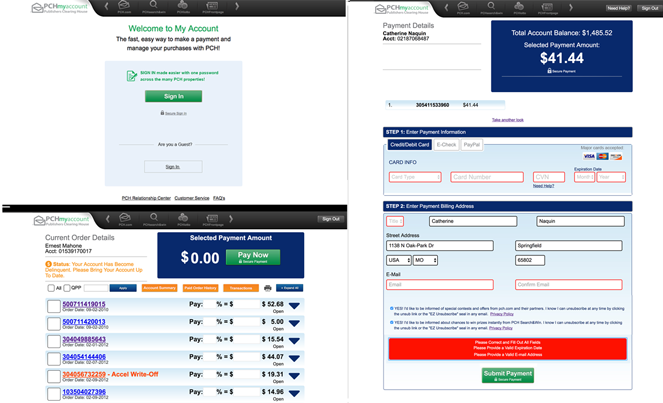 PCHmyaccount
Publishers Clearing House
PCH.com
Welcome to My Account
The fast, easy way to make a payment and
manage your purchases with PCH!
SIGN IN made easier with one password
across the many PCH properties!
Sign In
Secure Sign In
Are you a Guest?
Sign In
PCH Relationship Center Customer Service FAQ's
PCHmyaccount
Publishers Clearing House
Sign Out
Current Order Details
Ernest Mahone
Acct: 01539170017
Status: Your Account Has Become
Delinquent. Please Bring Your Account Up
To Date.
Selected Payment Amount
$0.00
Pay Now
Secure Payment
All
QPP
Apply
Account Summary
Past Order History
Transactions
Expand All
500711419015 Pay: % = $ $ 52.68
Order Date: 09-02-2010 Open
500711420013 Pay: % = $ $ 5.00
Order Date: 09-02-2010 Open
304049885643 Pay: % = $ $ 15.54
Order Date: 02-01-2012 Open
304054144406 Pay: % = $ $ 44.07
Order Date: 02-09-2012 Open
304056732259 - Accel Write-Off Pay: % = $ $ 19.31
Order Date: 02-09-2012 Open
103504027396 Pay: % = $ $ 14.96
Order Date: 02-09-2012 Open
PCHmyaccount
Publishers Clearing House
Need Help?
Sign Out
Payment Details
Catherine Naquin
Acct: 02187068487
Total Account Balance: $1,485.52
Selected Payment Amount:
$41.44
Secure Payment
1. 305411533960 $41.44
Take another look
STEP 1: Enter Payment Information
Credit/Debit Card
E-Check
PayPal
Major cards accepted:
VISA
CARD INFO
Expiration Date
Card Type
Card Number
CVN
Month
Year
Need Help?
STEP 2: Enter Payment Billing Address
Title
Catherine
Naquin
Street Address
1138 N Oak-Park Dr
Springfield
USA
MO
65802
E-Mail
Email
Confirm Email
YES! I'd like to be informed of special contests and offers from pch.com and their partners. I know I can unsubscribe at any time by clicking
the unsub link or the "EZ Unsubscribe" seal in any email. Privacy Policy
YES! I'd like to be informed about chances to win prizes instantly from PCH Search&Win. I know I can unsubscribe at any time by clicking
the unsub link or the "EZ Unsubscribe" seal in any email. Privacy Policy
Please Correct and Fill Out All Fields.
Please Provide a Valid Expiration Date
Please Provide a Valid E-mail Address
Submit Payment
Secure Payment